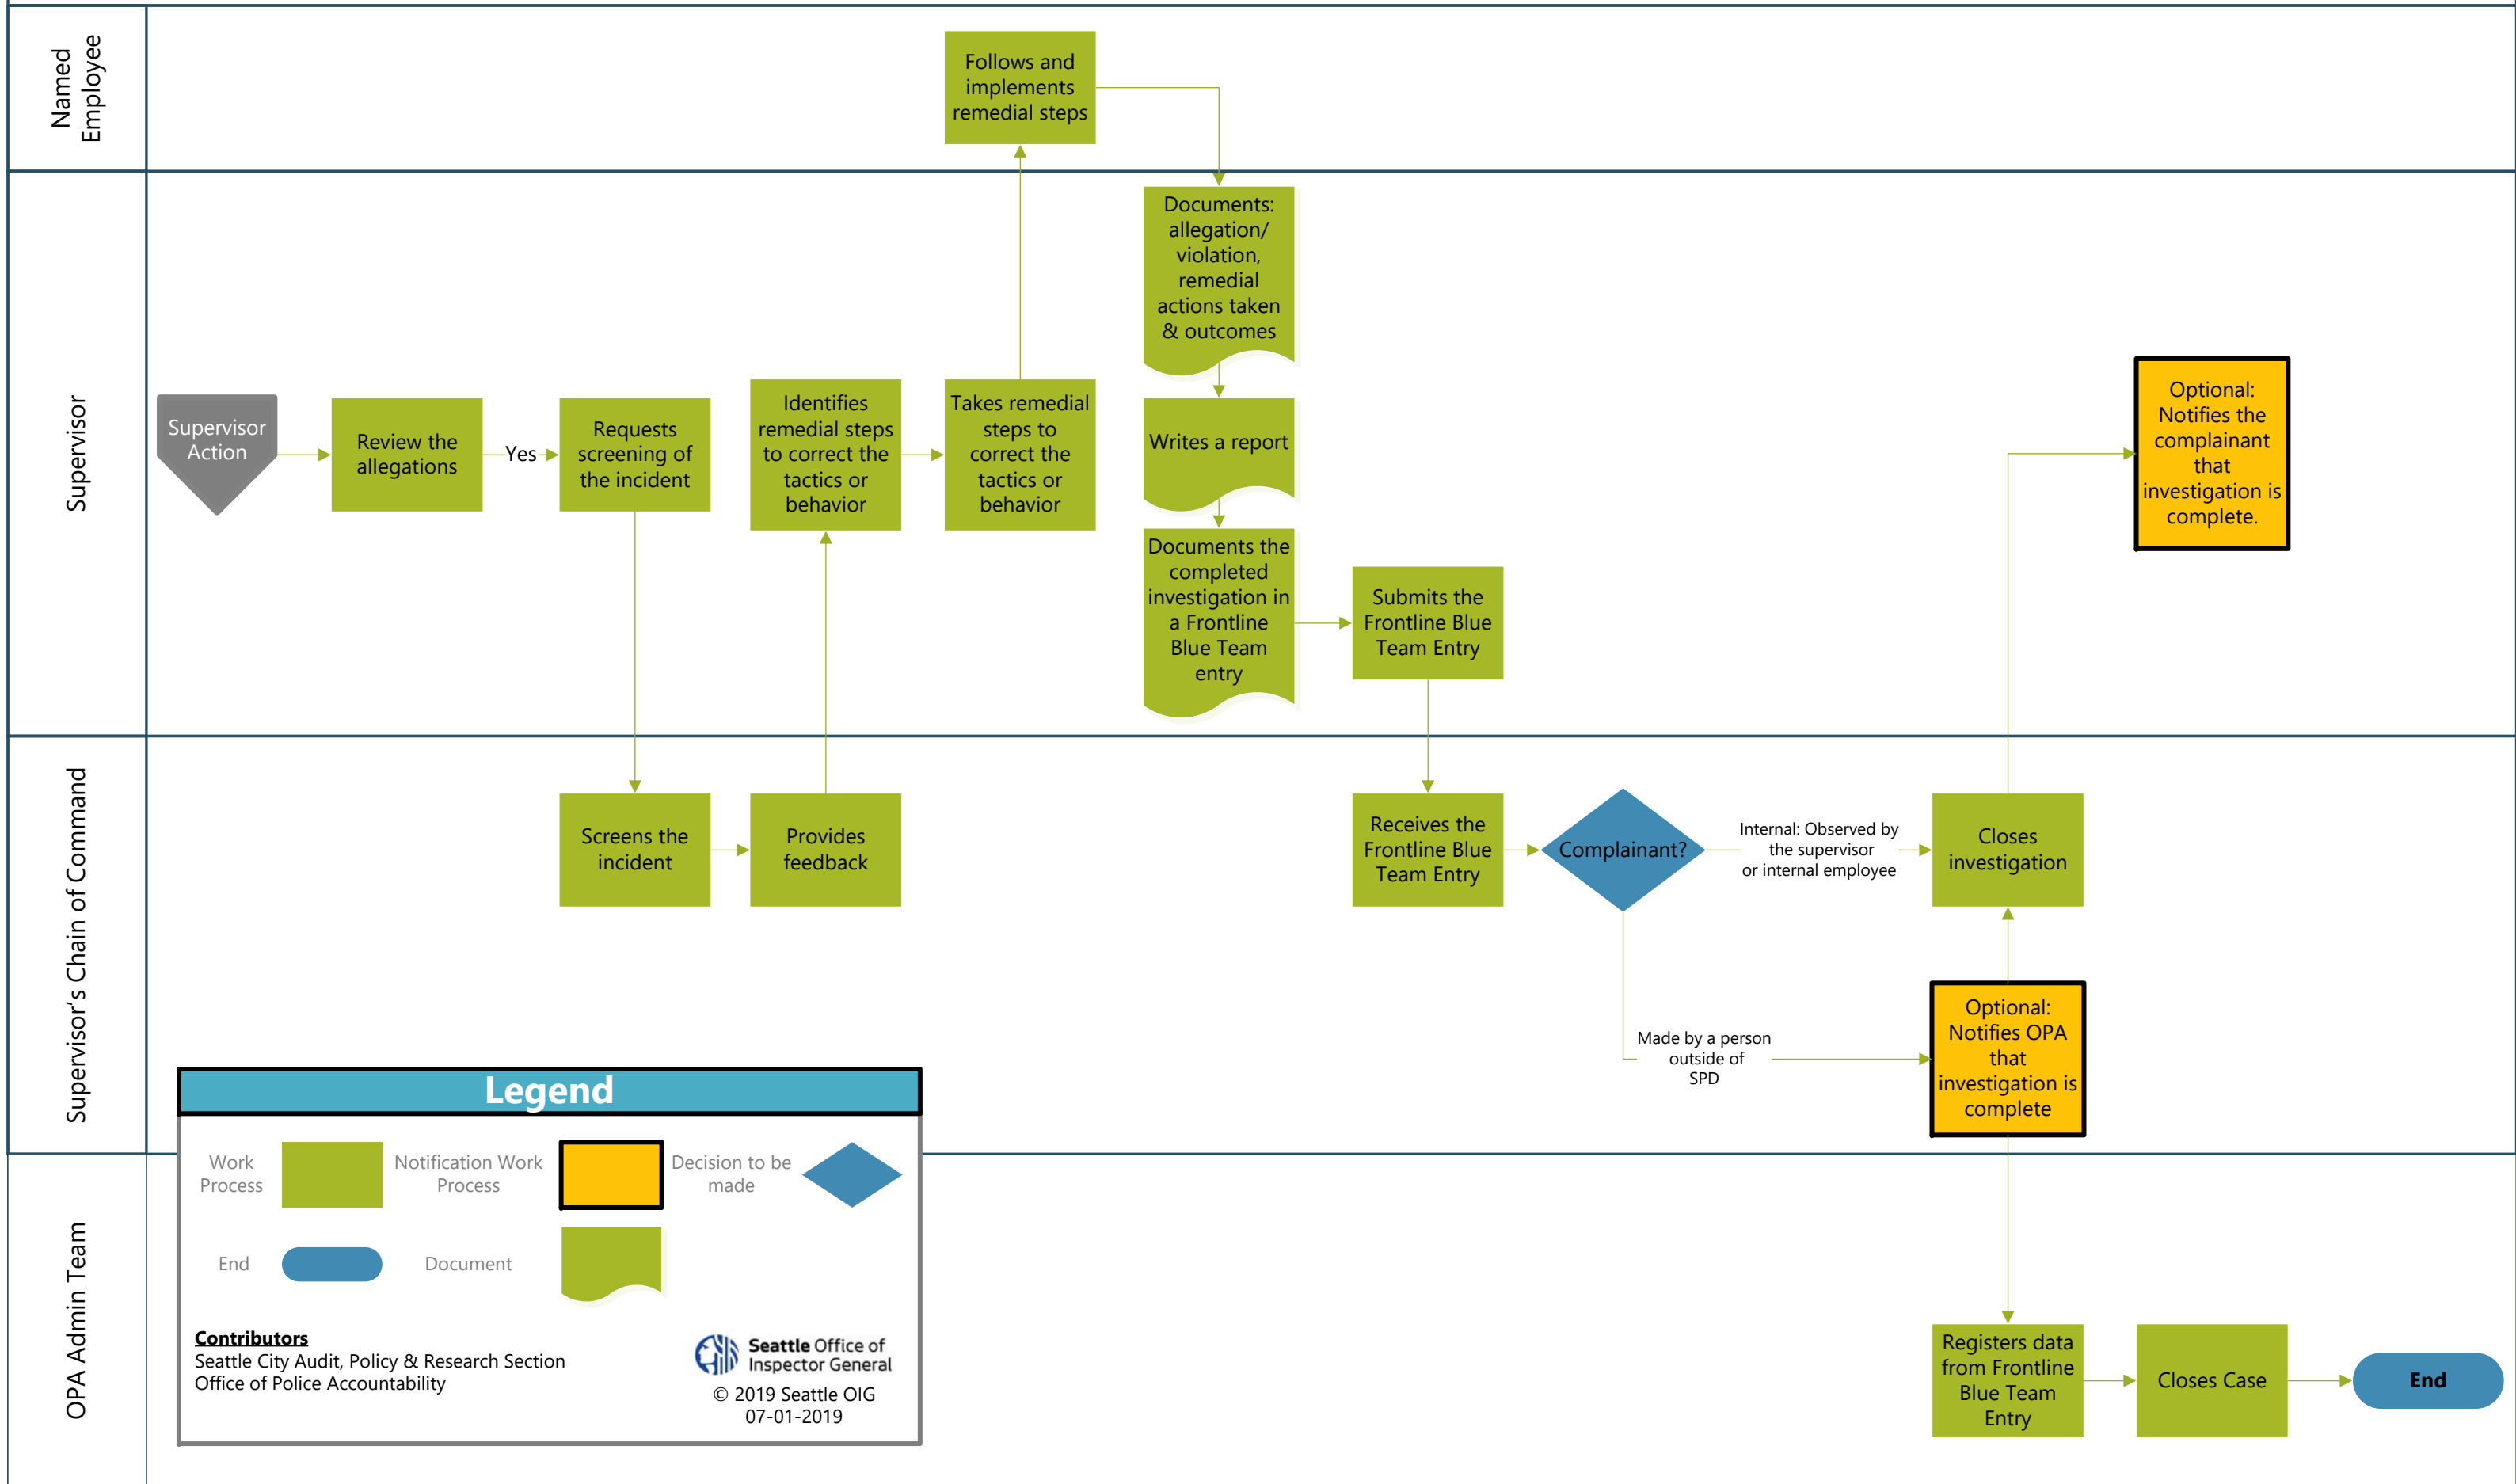 Named
Employee
Follows and
implements
remedial steps
Supervisor
Supervisor
Action
Review the
allegations
Yes
Requests
screening of
the incident
Identifies
remedial steps
to correct the
tactics or
behavior
Takes remedial
steps to
correct the
tactics or
behavior
Documents:
allegation/
violation,
remedial
actions taken
& outcomes
Writes a report
Documents the
completed
investigation in
a Frontline
Blue Team
entry
Submits the
Frontline Blue
Team Entry
Optional:
Notifies the
complainant
that
investigation is
complete.
Supervisor's Chain of Command
Screens the
incident
Provides
feedback
Receives the
Frontline Blue
Team Entry
Complainant?
Internal: Observed by
the supervisor
or internal employee
Closes
investigation
Made by a person
outside of
SPD
Optional:
Notifies OPA
that
investigation is
complete
OPA Admin Team
Registers data
from Frontline
Blue Team
Entry
Closes Case
End
Legend
Work
Process
Notification Work
Process
Decision to be
made
End
Document
Contributors
Seattle City Audit, Policy & Research Section
Office of Police Accountability
Seattle Office of
Inspector General
© 2019 Seattle OIG
07-01-2019